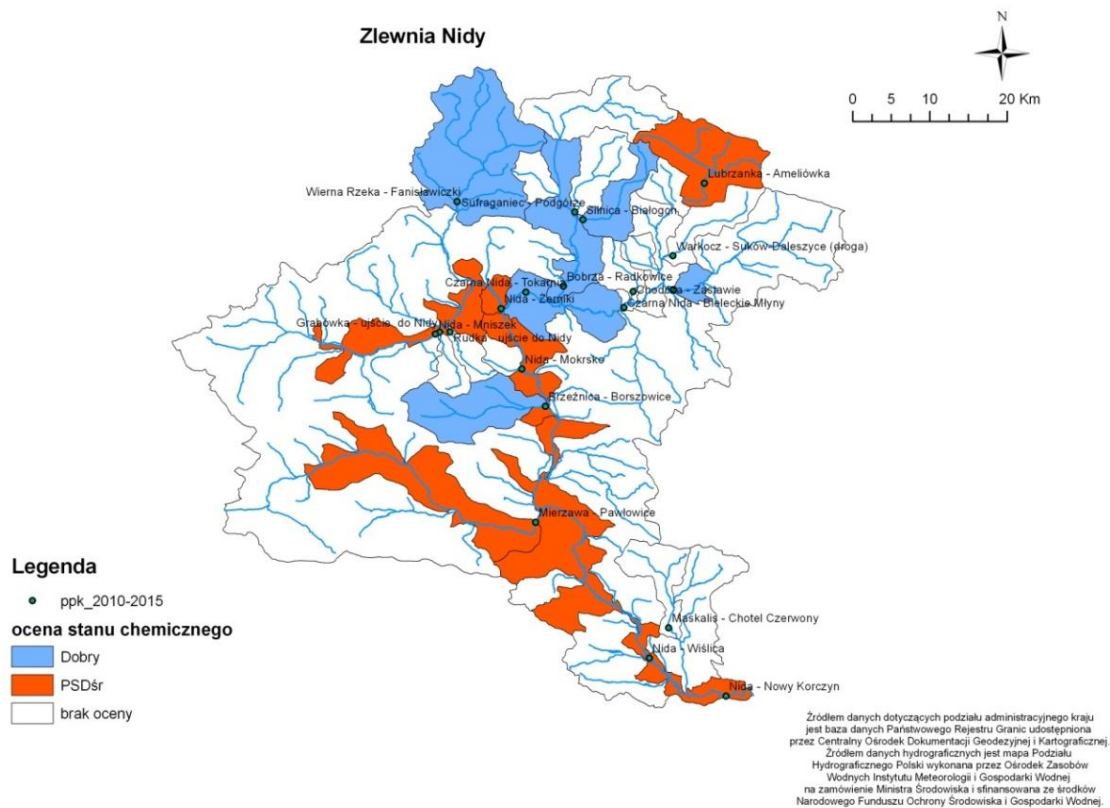 Zlewnia Nidy
N
0 5 10 20 Km
Lubrzanka - Ameliówka
Wierna Rzeka - Fanisławiczki
Sufraganiec - Podgórze
Silnica - Białogon
Warkocz - Suków-Daleszyce (droga)
Bobrza - Radkowice
Czarna Nida - Tokarnia
Zastawie
Nida - Żerniki
Czarna Nida - Bieleckie Młyny
Grabówka - ujście do Nidy
Nida - Mniszek
Rudka - ujście do Nidy
Nida - Mokrsko
Brzeźnica - Borszowice
Mierzawa - Pawłowice
Legenda
ppk_2010-2015
ocena stanu chemicznego
Dobry
PSDśr
brak oceny
Maskalis - Chotel Czerwony
Nida - Wiślica
Nida - Nowy Korczyn
Źródłem danych dotyczących podziału administracyjnego kraju
jest baza danych Państwowego Rejestru Granic udostępniona
przez Centralny Ośrodek Dokumentacji Geodezyjnej i Kartograficznej.
Źródłem danych hydrograficznych jest mapa Podziału
Hydrograficznego Polski wykonana przez Ośrodek Zasobów
Wodnych Instytutu Meteorologii i Gospodarki Wodnej
na zamówienie Ministra Środowiska i sfinansowana ze środków
Narodowego Funduszu Ochrony Środowiska i Gospodarki Wodnej.